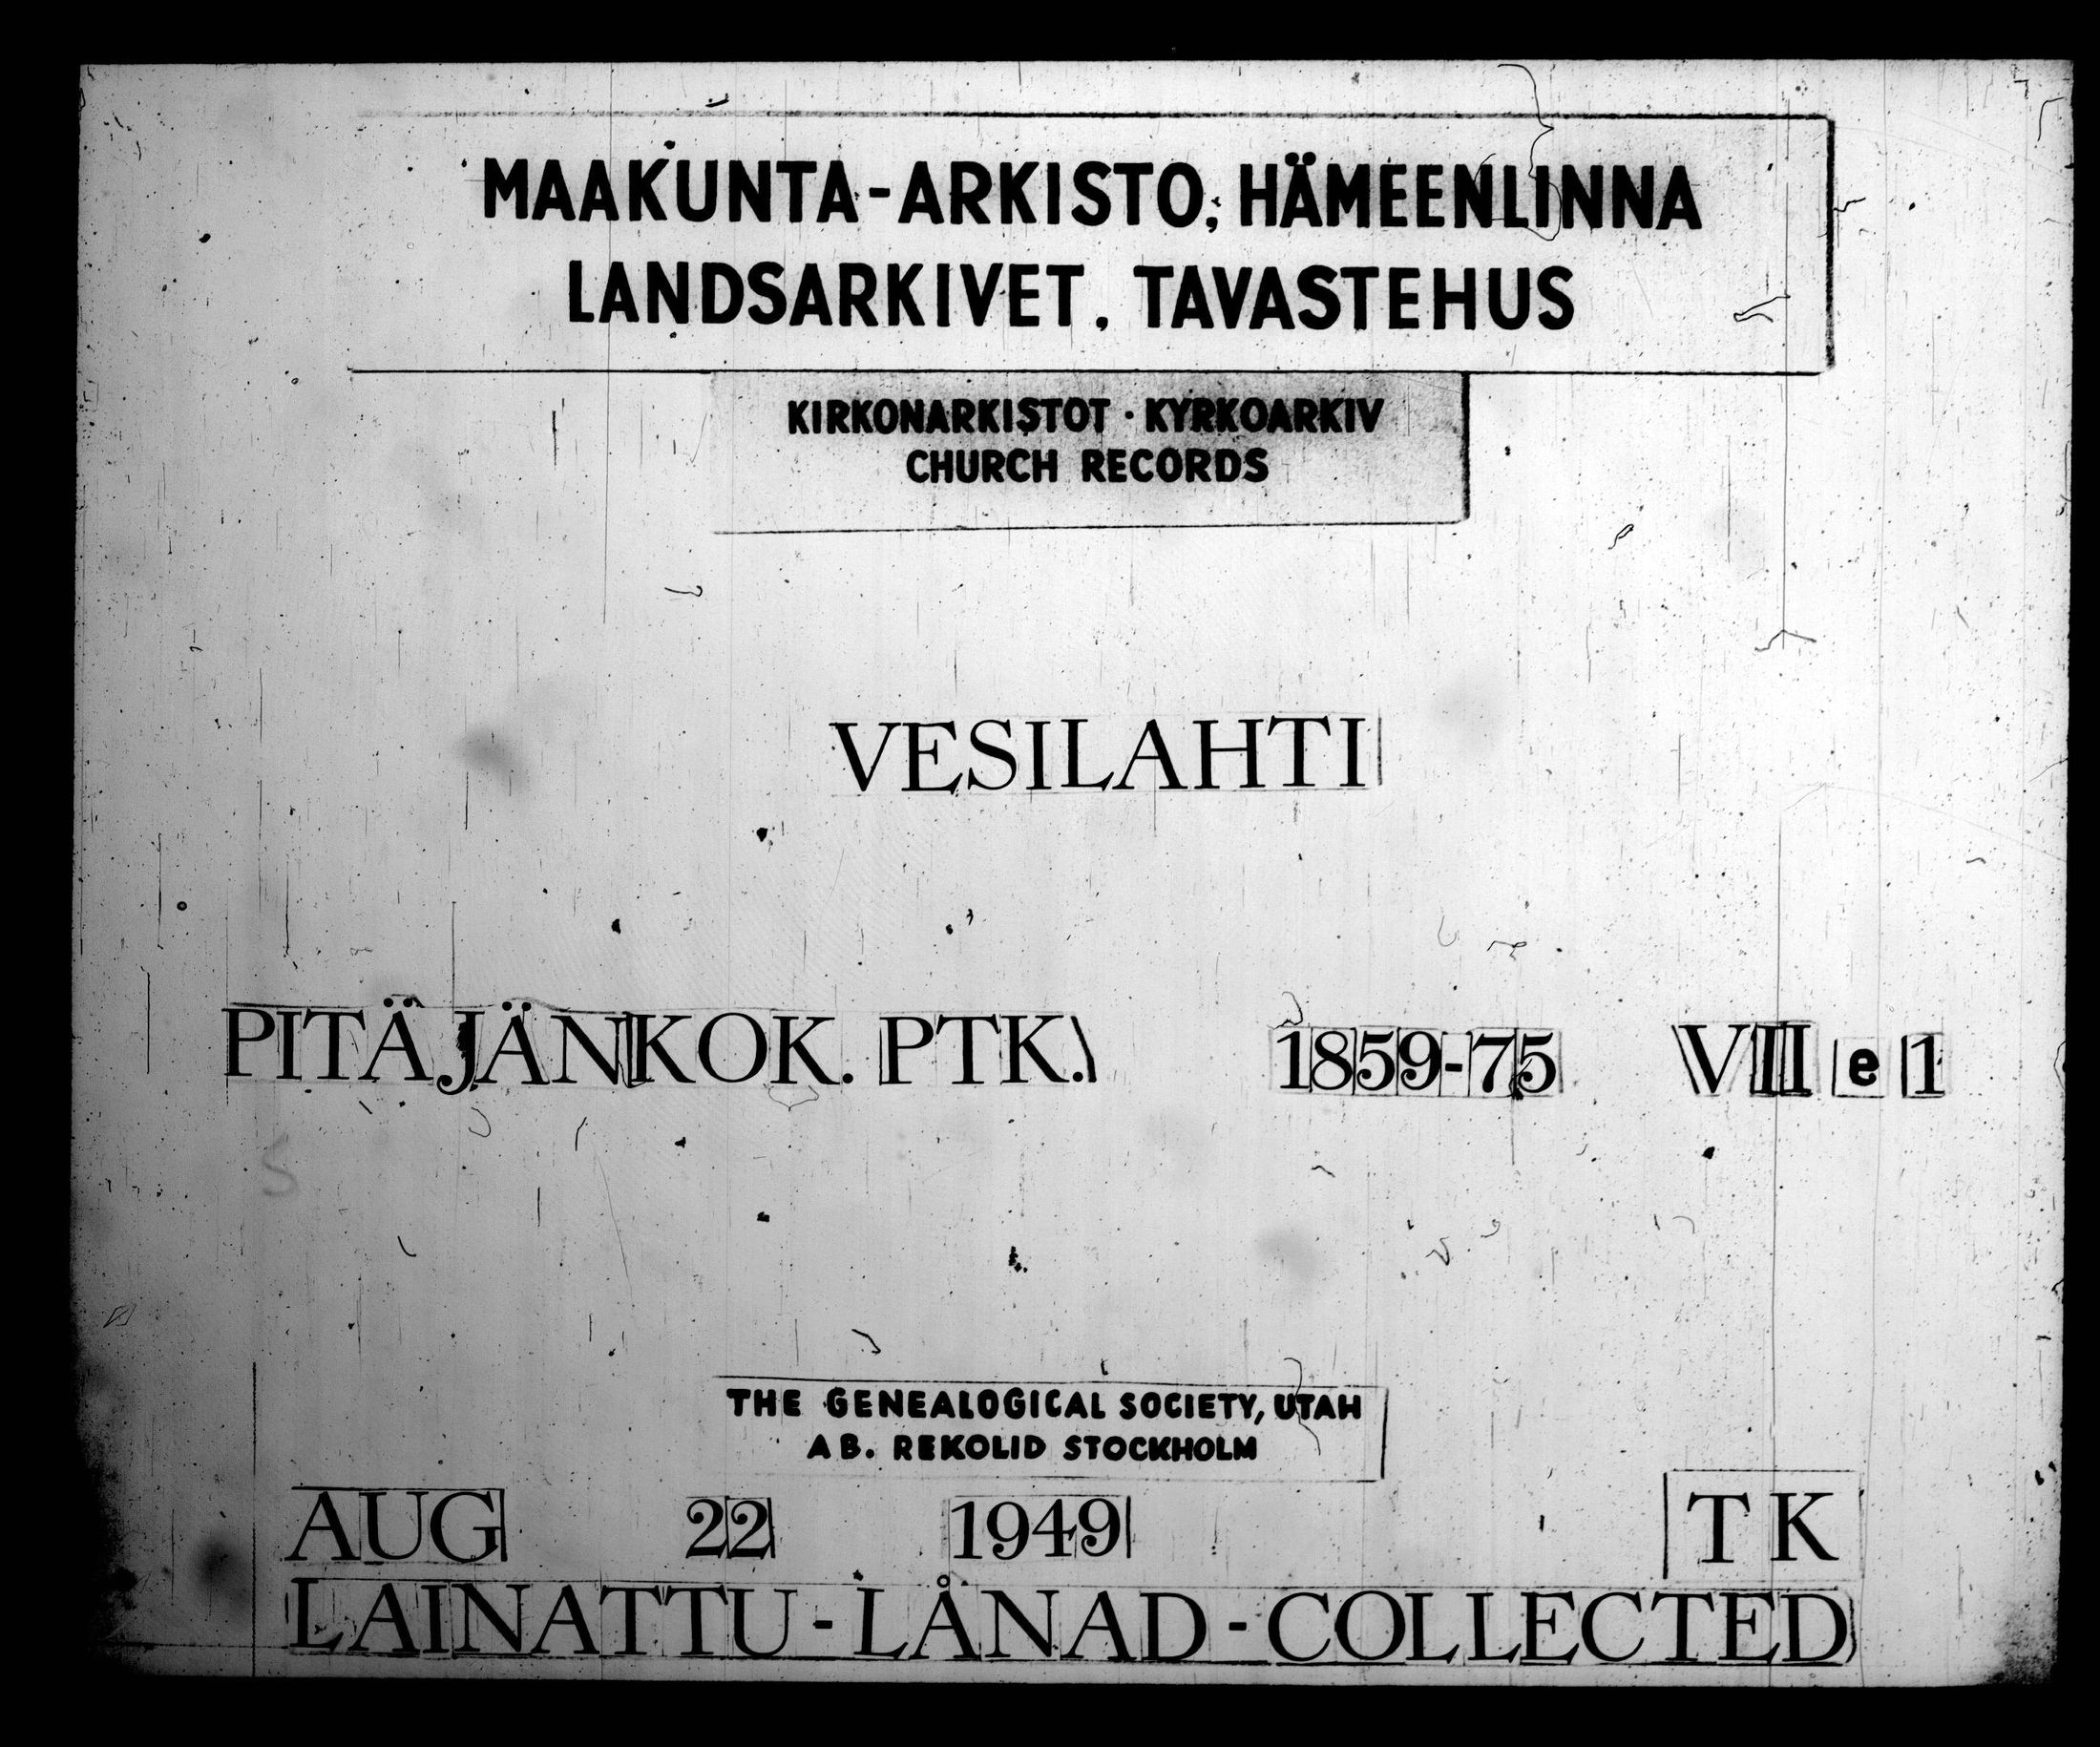 MAAKUNTA-ARKISTO, HÄMEENLINNA
LANDSARKIVET, TAVASTEHUS
KIRKONARKISTOT · KYRKOARKIV
CHURCH RECORDS
VESILAHTI
PITÄJÄNKOK. PTK. 1859-75 VII e 1
THE GENEALOGICAL SOCIETY, UTAH
AB. REKOLID STOCKHOLM
AUG 22 1949 TK
LAINATTU-LÅNAD-COLLECTED